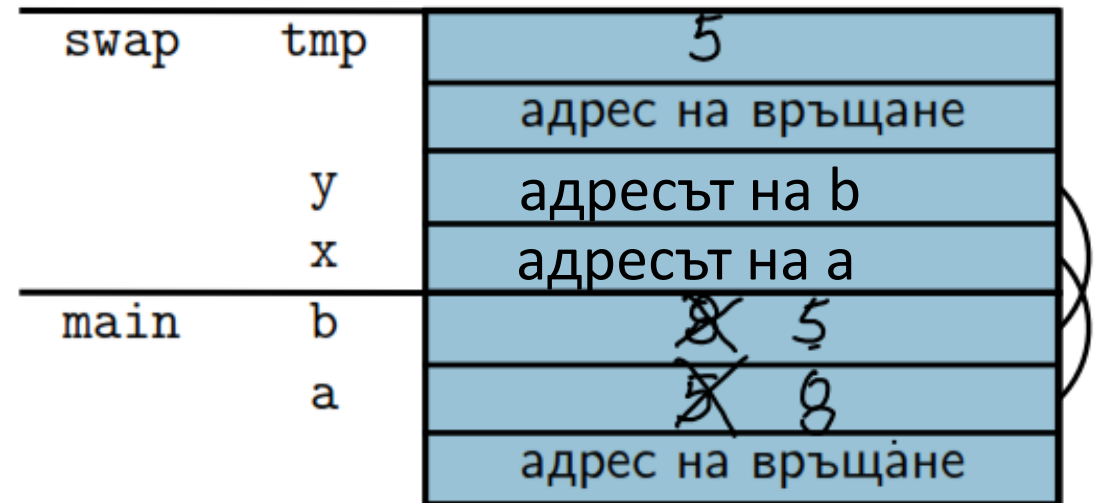 swap tmp 5
адрес на връщане
y адресът на b
x адресът на a
main b 8 5
a 5 8
адрес на връщане